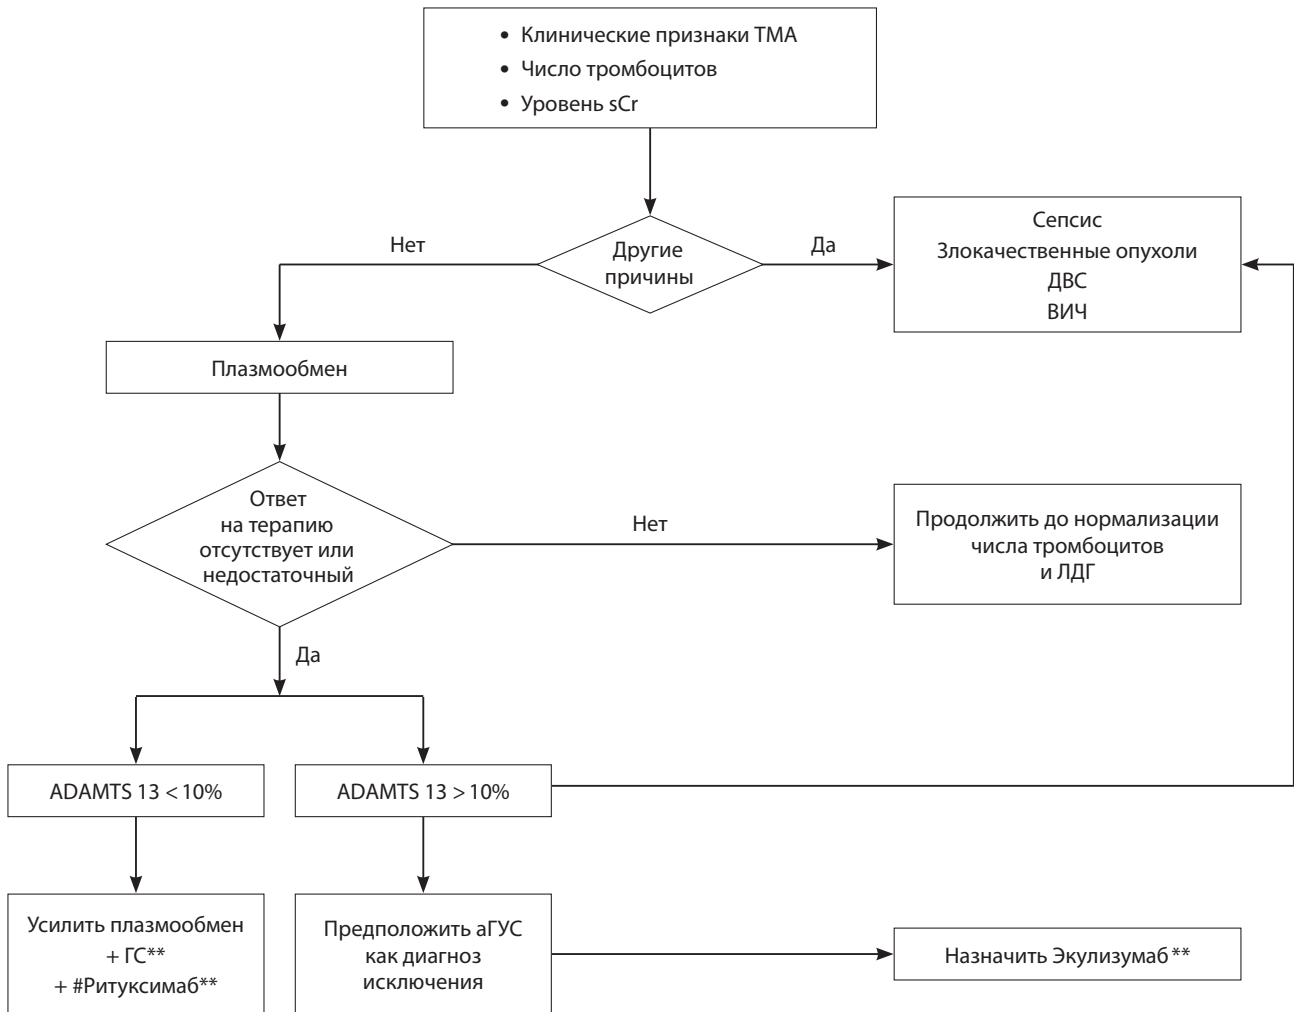 • Клинические признаки ТМА
• Число тромбоцитов
• Уровень sCr
Нет
Другие
причины
Да
Сепсис
Злокачественные опухоли
ДВС
ВИЧ
Плазмообмен
Ответ
на терапию
отсутствует или
недостаточный
Нет
Продолжить до нормализации
числа тромбоцитов
и ЛДГ
Да
ADAMTS 13 < 10%
ADAMTS 13 > 10%
Усилить плазмообмен
+ ГС**
+ #Ритуксимаб**
Предположить аГУС
как диагноз
исключения
Назначить Экулизумаб**